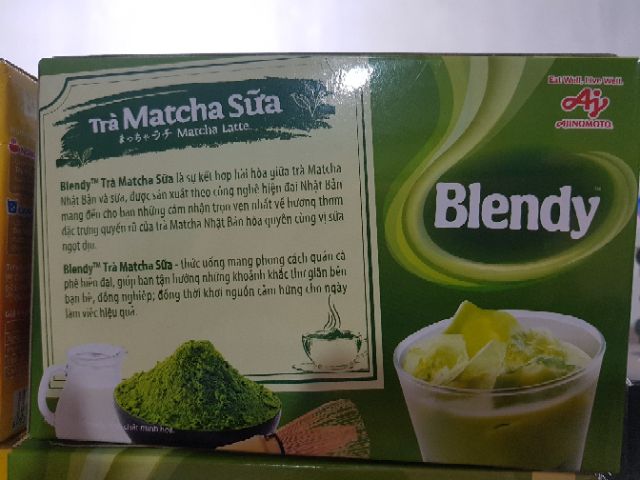 Trà Matcha Sữa
まっちゃラテ Matcha Latte
Blendy™ Trà Matcha Sữa là sự kết hợp hài hòa giữa trà Matcha
Nhật Bản và sữa, được sản xuất theo công nghệ hiện đại Nhật Bản
mang đến cho bạn những cảm nhận trọn vẹn nhất về hương thơm
đặc trưng quyến rũ của trà Matcha Nhật Bản hòa quyện cùng vị sữa
ngọt dịu.
Blendy™ Trà Matcha Sữa - thức uống mang phong cách quán cà
phê hiện đại, giúp bạn tận hưởng những khoảnh khắc thư giãn bên
bạn bè, đồng nghiệp; đồng thời khơi nguồn cảm hứng cho ngày
làm việc hiệu quả.
chất minh họa
Eat Well, Live Well.
AJINOMOTO
Blendy™